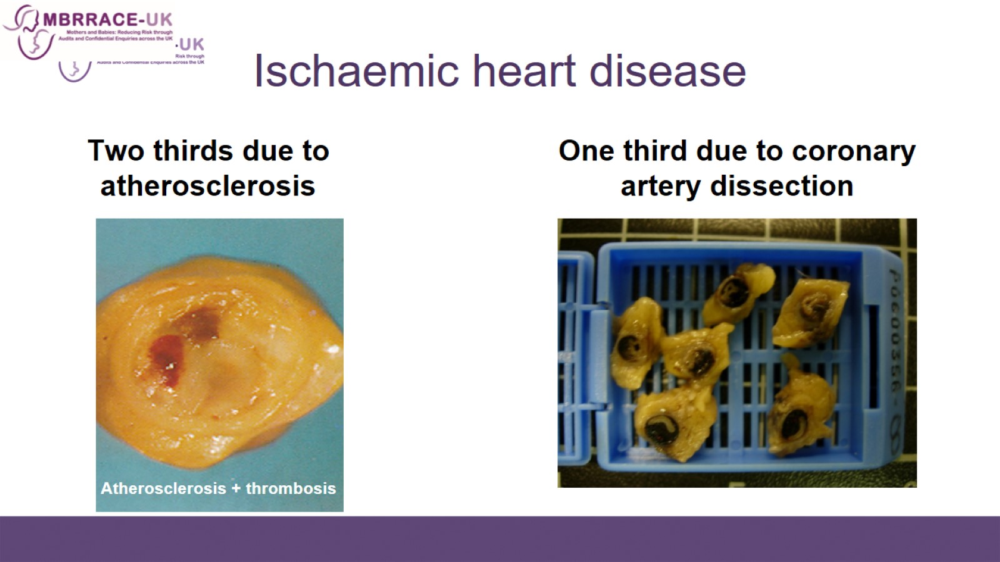 MBRRACE-UK
Mothers and Babies: Reducing Risk through
Audits and Confidential Enquiries across the UK
-UK
Risk through
Audits and Confidential Enquiries across the UK
Ischaemic heart disease
Two thirds due to
atherosclerosis
One third due to coronary
artery dissection
Atherosclerosis + thrombosis